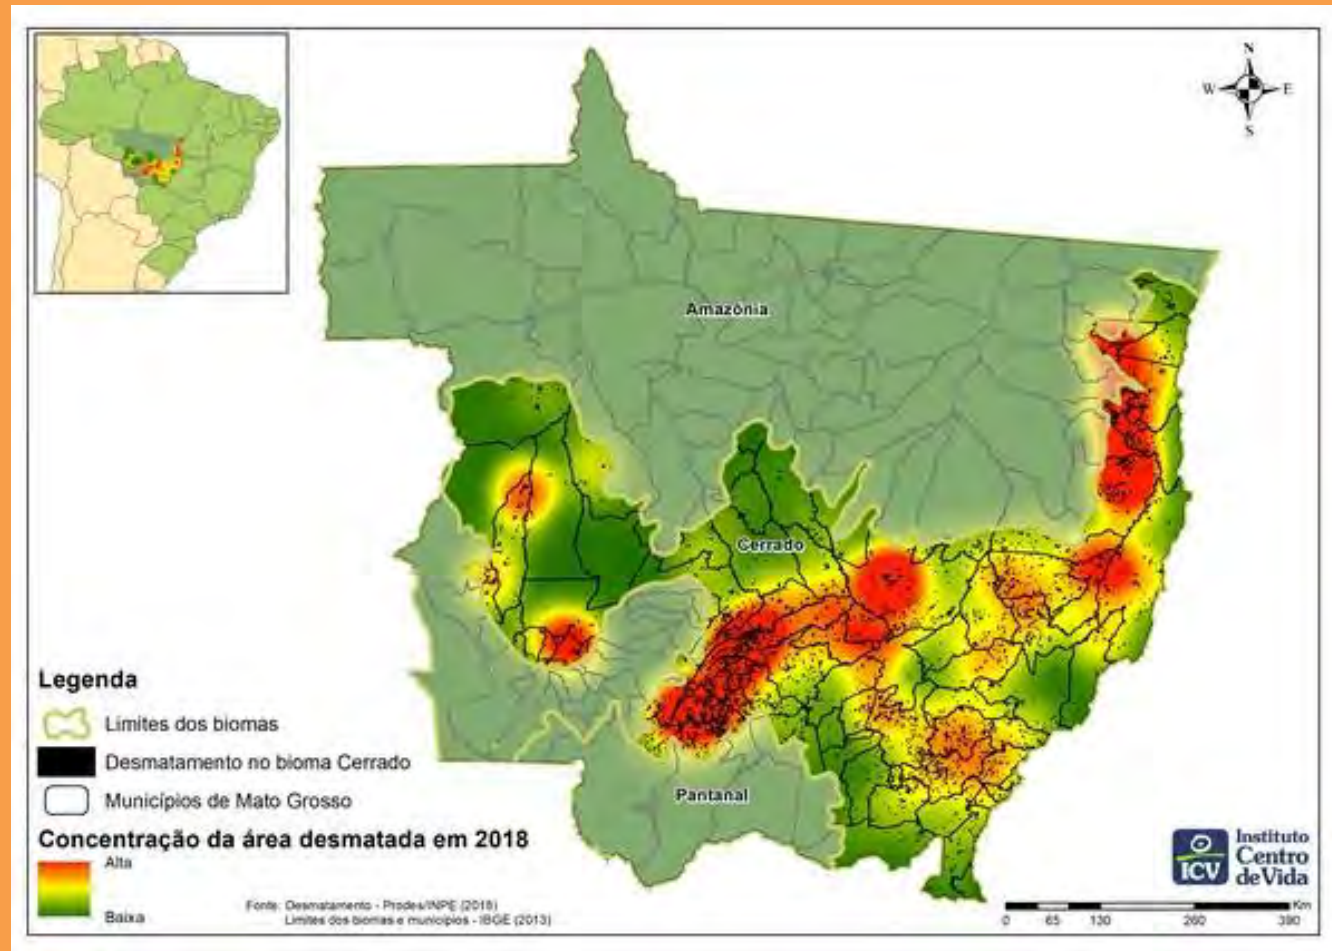 N
W E
S
Amazônia
Cerrado
Pantanal
Legenda
Limites dos biomas
Desmatamento no bioma Cerrado
Municípios de Mato Grosso
Concentração da área desmatada em 2018
Alta
Baixa
Fonte: Desmatamento - Prodes/INPE (2018)
Limites dos biomas e municípios - IBGE (2013)
ICV
Instituto
Centro
de Vida
Km
0 65 130 260 390